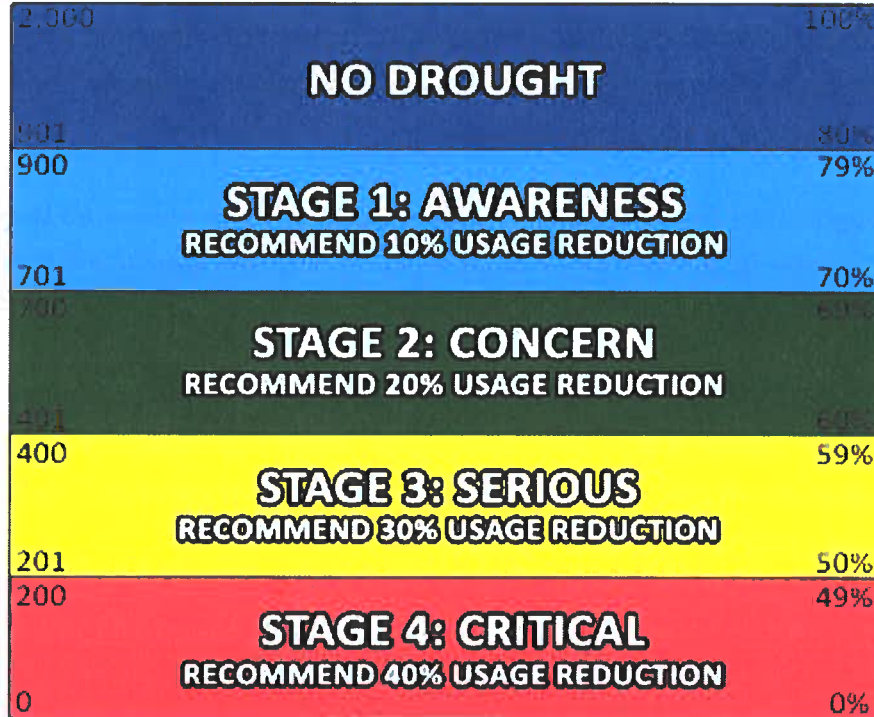 2,000 100%
NO DROUGHT
901 80%
900 79%
STAGE 1: AWARENESS
RECOMMEND 10% USAGE REDUCTION
701 70%
700 69%
STAGE 2: CONCERN
RECOMMEND 20% USAGE REDUCTION
401 60%
400 59%
STAGE 3: SERIOUS
RECOMMEND 30% USAGE REDUCTION
201 50%
200 49%
STAGE 4: CRITICAL
RECOMMEND 40% USAGE REDUCTION
0 0%